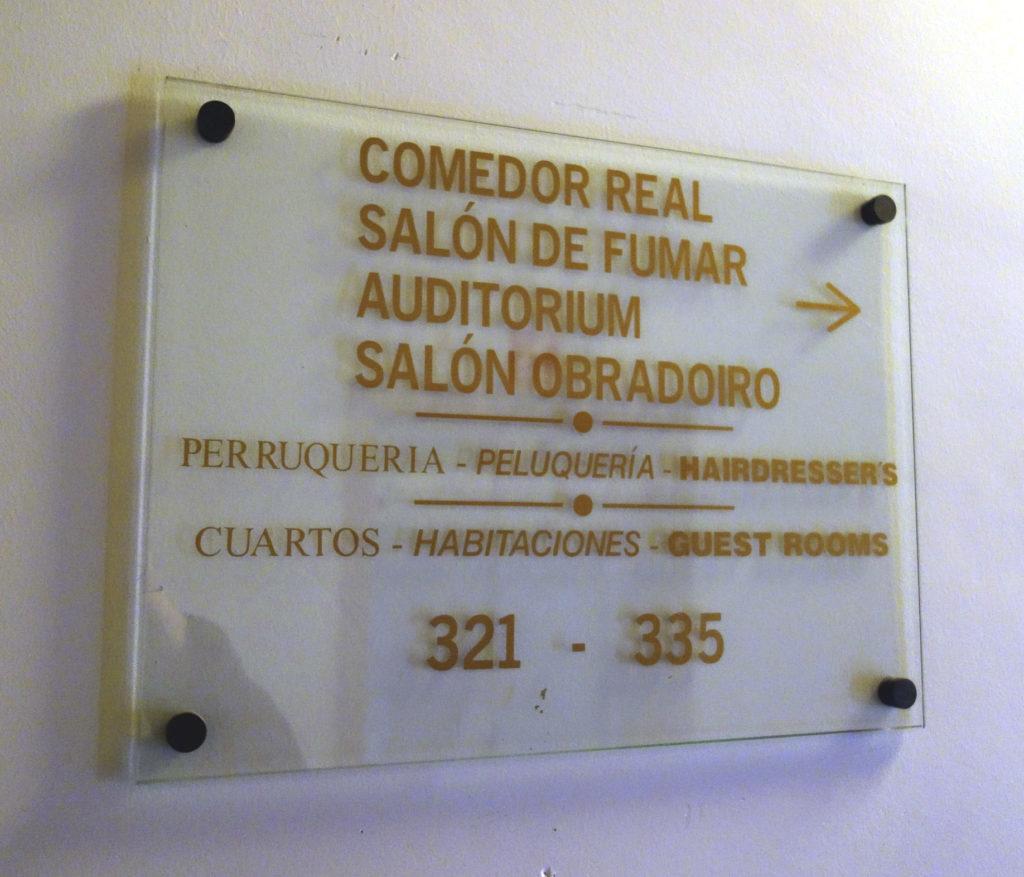 COMEDOR REAL
SALÓN DE FUMAR
AUDITORIUM
SALÓN OBRADOIRO
PERRUQUERIA - PELUQUERÍA - HAIRDRESSER'S
CUARTOS - HABITACIONES - GUEST ROOMS
321 - 335